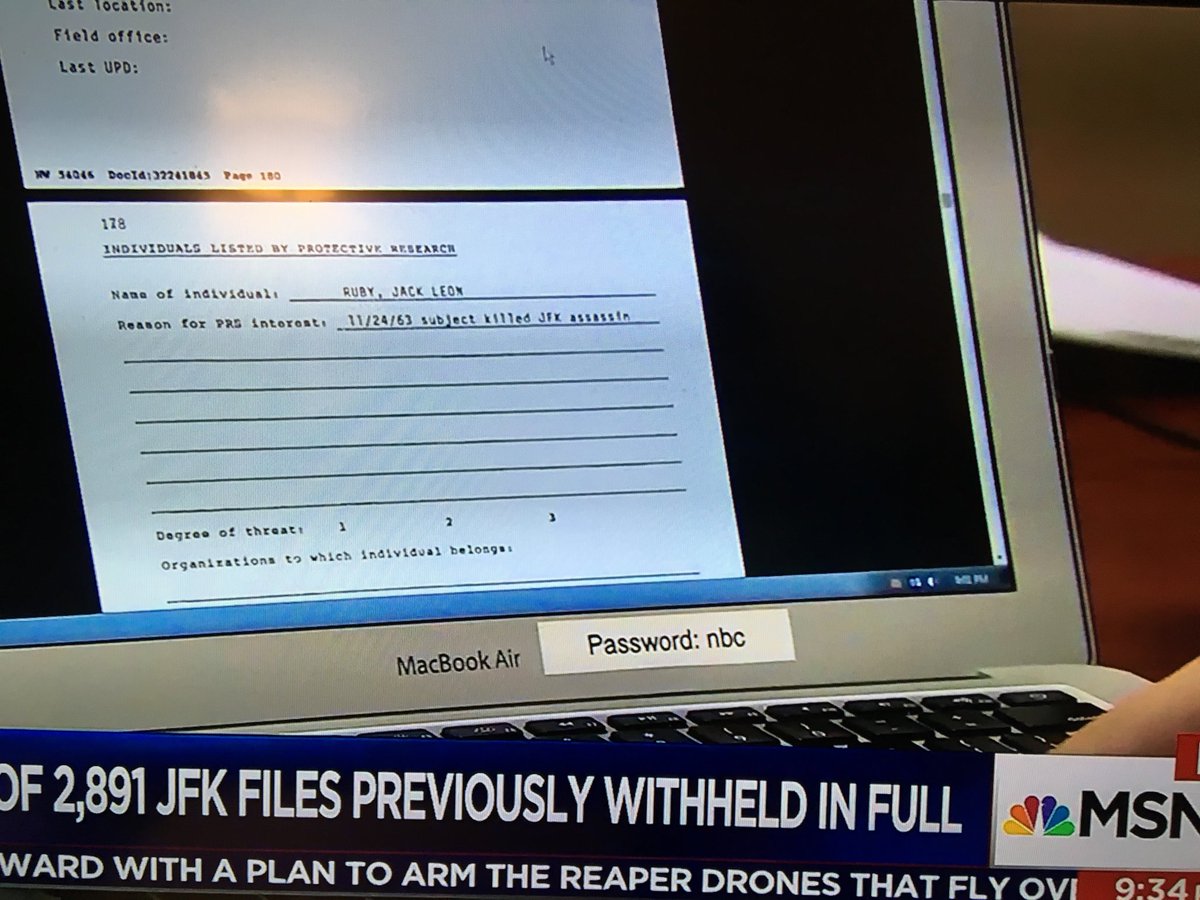 Last location:
Field office:
Last UPD:
NW 54046 DocId:32241843 Page 180
178
INDIVIDUALS LISTED BY PROTECTIVE RESEARCH
Name of individual: RUBY, JACK LEON
Reason for PRS interest: 11/24/63 subject killed JFK assassin
Degree of threat: 1 2 3
Organizations to which individual belongs:
MacBook Air
Password: nbc
OF 2,891 JFK FILES PREVIOUSLY WITHHELD IN FULL
MSN
WARD WITH A PLAN TO ARM THE REAPER DRONES THAT FLY OV
9:34